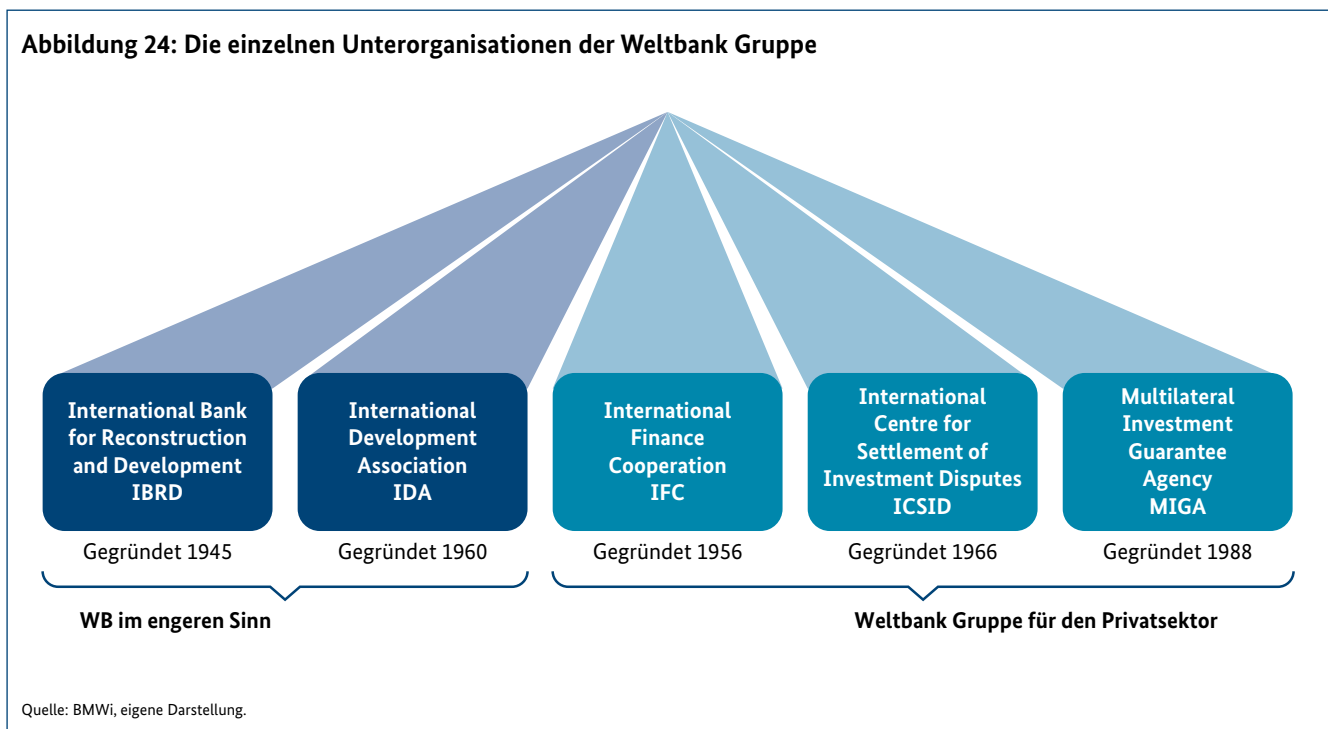 Abbildung 24: Die einzelnen Unterorganisationen der Weltbank Gruppe
International Bank
for Reconstruction
and Development
IBRD
Gegründet 1945
International
Development
Association
IDA
Gegründet 1960
International
Finance
Cooperation
IFC
Gegründet 1956
International
Centre for
Settlement of
Investment Disputes
ICSID
Gegründet 1966
Multilateral
Investment
Guarantee
Agency
MIGA
Gegründet 1988
WB im engeren Sinn
Weltbank Gruppe für den Privatsektor
Quelle: BMWi, eigene Darstellung.